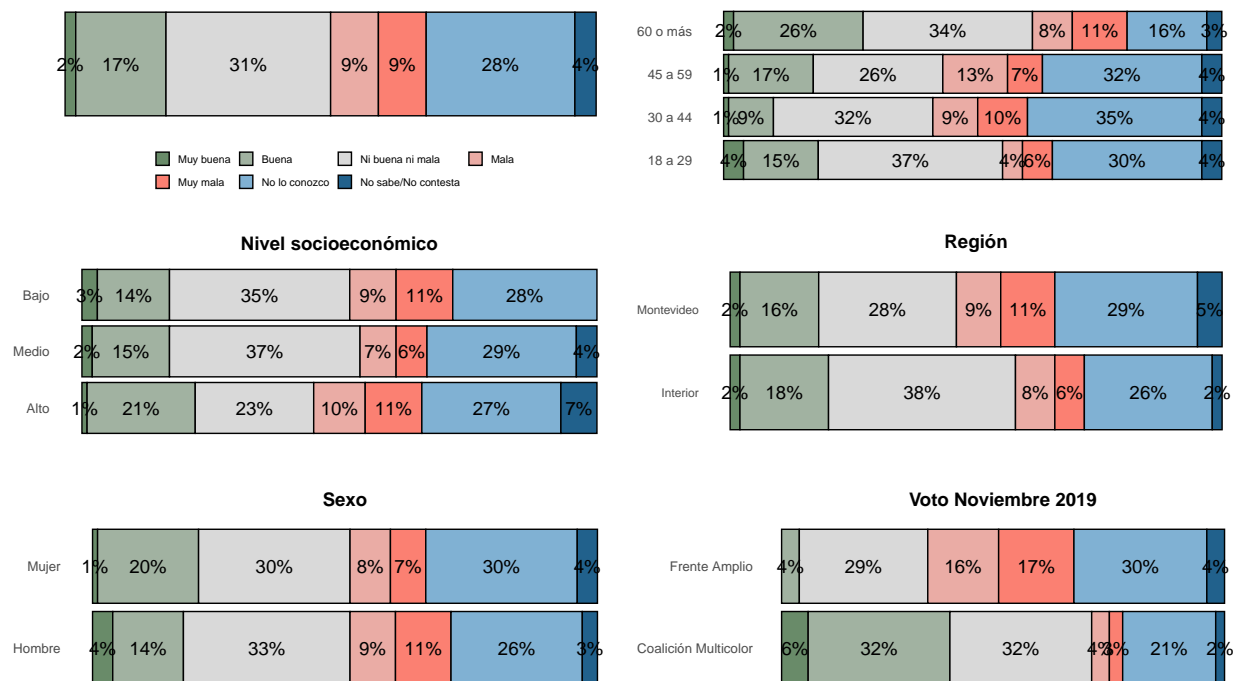 2% 17% 31% 9% 9% 28% 4%
Muy buena Buena Ni buena ni mala Mala
Muy mala No lo conozco No sabe/No contesta
60 o más 2% 26% 34% 8% 11% 16% 3%
45 a 59 1% 17% 26% 13% 7% 32% 4%
30 a 44 1% 9% 32% 9% 10% 35% 4%
18 a 29 4% 15% 37% 4% 6% 30% 4%
Nivel socioeconómico
Bajo 3% 14% 35% 9% 11% 28%
Medio 2% 15% 37% 7% 6% 29% 4%
Alto 1% 21% 23% 10% 11% 27% 7%
Región
Montevideo 2% 16% 28% 9% 11% 29% 5%
Interior 2% 18% 38% 8% 6% 26% 2%
Sexo
Mujer 1% 20% 30% 8% 7% 30% 4%
Hombre 4% 14% 33% 9% 11% 26% 3%
Voto Noviembre 2019
Frente Amplio 4% 29% 16% 17% 30% 4%
Coalición Multicolor 6% 32% 32% 4% 3% 21% 2%